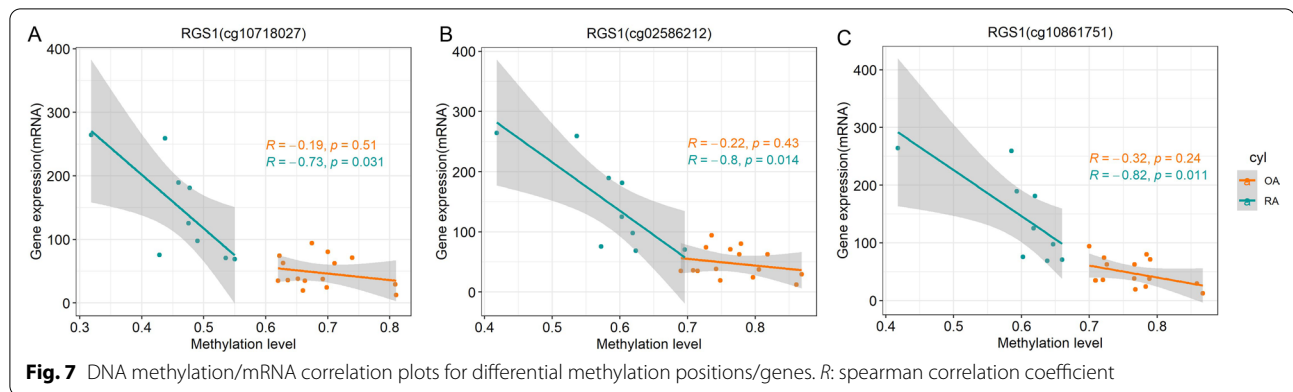 A
RGS1(cg10718027)
Gene expression(mRNA)
400
300
200
100
0
R = −0.19, p = 0.51
R = −0.73, p = 0.031
0.3 0.4 0.5 0.6 0.7 0.8
Methylation level
B
RGS1(cg02586212)
Gene expression(mRNA)
400
300
200
100
0
R = −0.22, p = 0.43
R = −0.8, p = 0.014
0.4 0.5 0.6 0.7 0.8
Methylation level
C
RGS1(cg10861751)
Gene expression(mRNA)
400
300
200
100
0
R = −0.32, p = 0.24
R = −0.82, p = 0.011
0.4 0.5 0.6 0.7 0.8
Methylation level
cyl
OA
RA
Fig. 7 DNA methylation/mRNA correlation plots for differential methylation positions/genes. R: spearman correlation coefficient